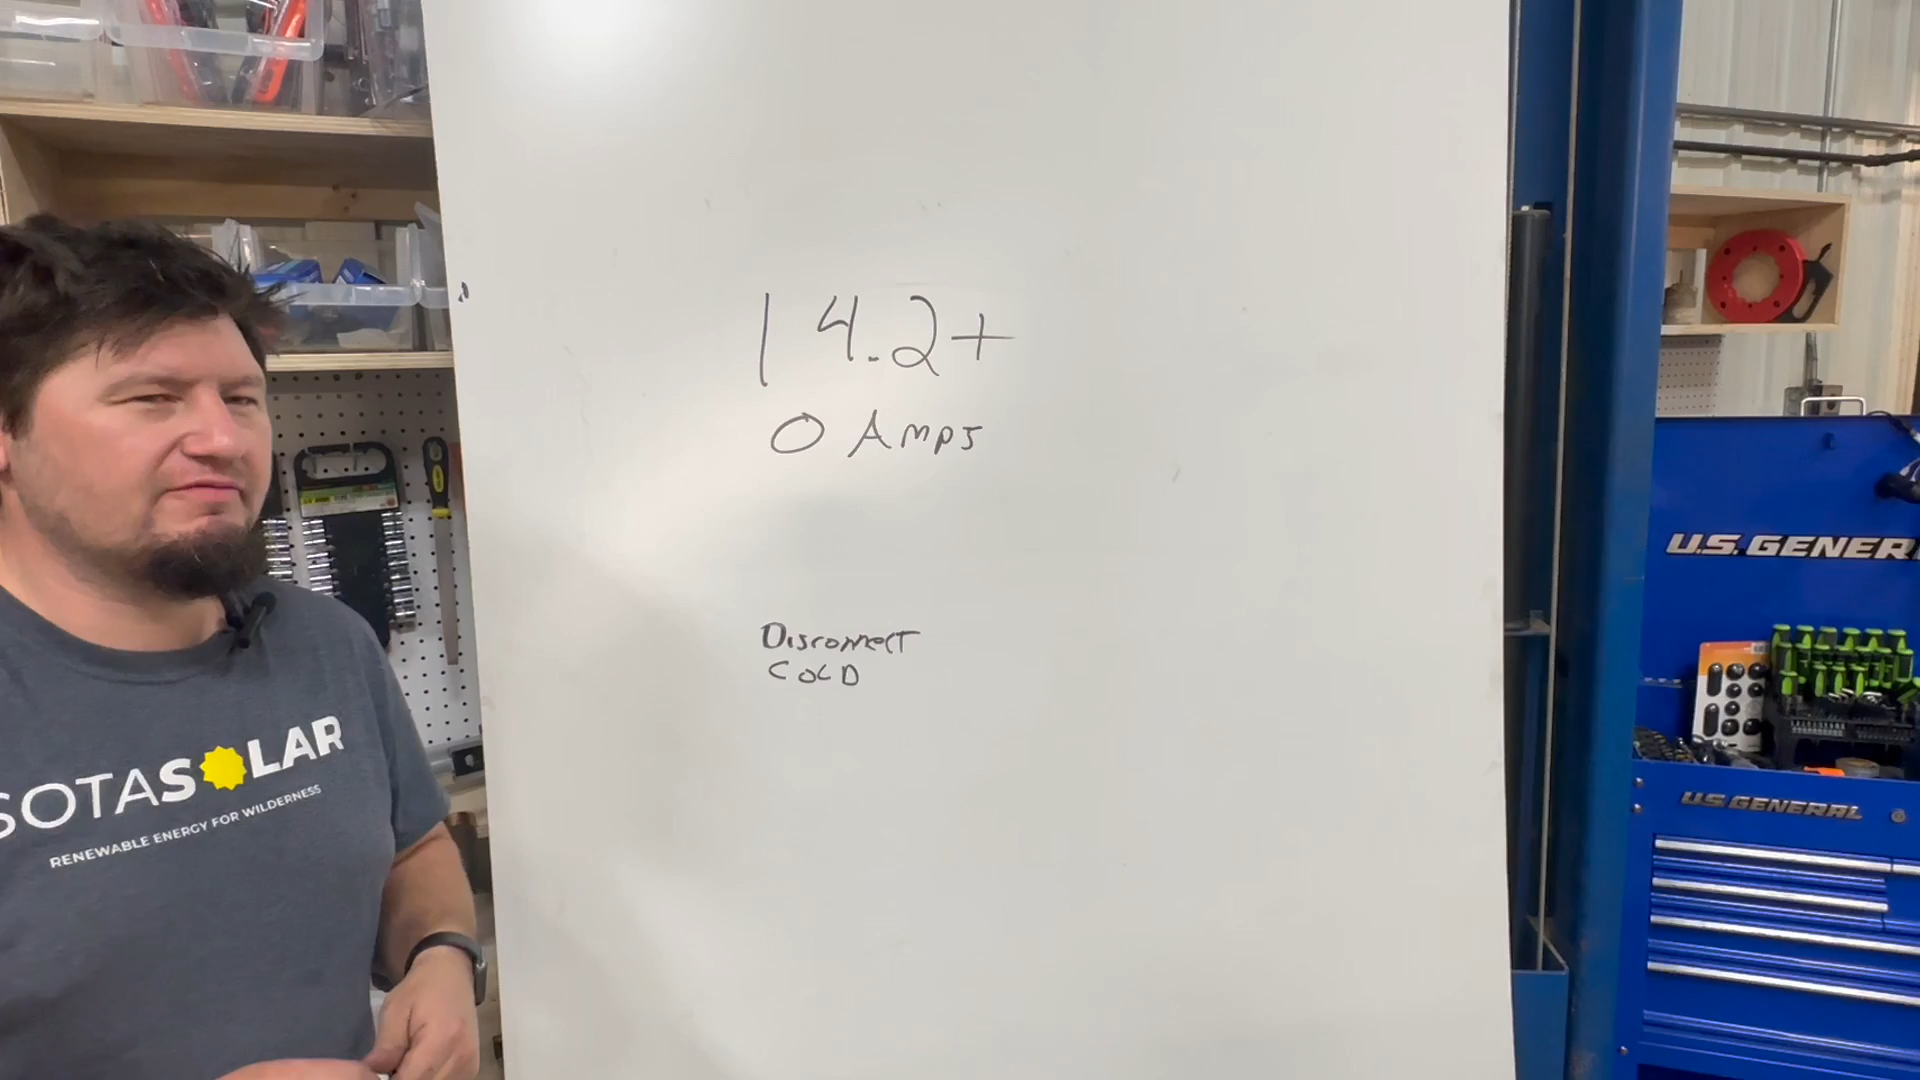 14.2+
0 Amps
Disconnect
COLD
SOTASOLAR
RENEWABLE ENERGY FOR WILDERNESS
U.S. GENER
U.S. GENERAL